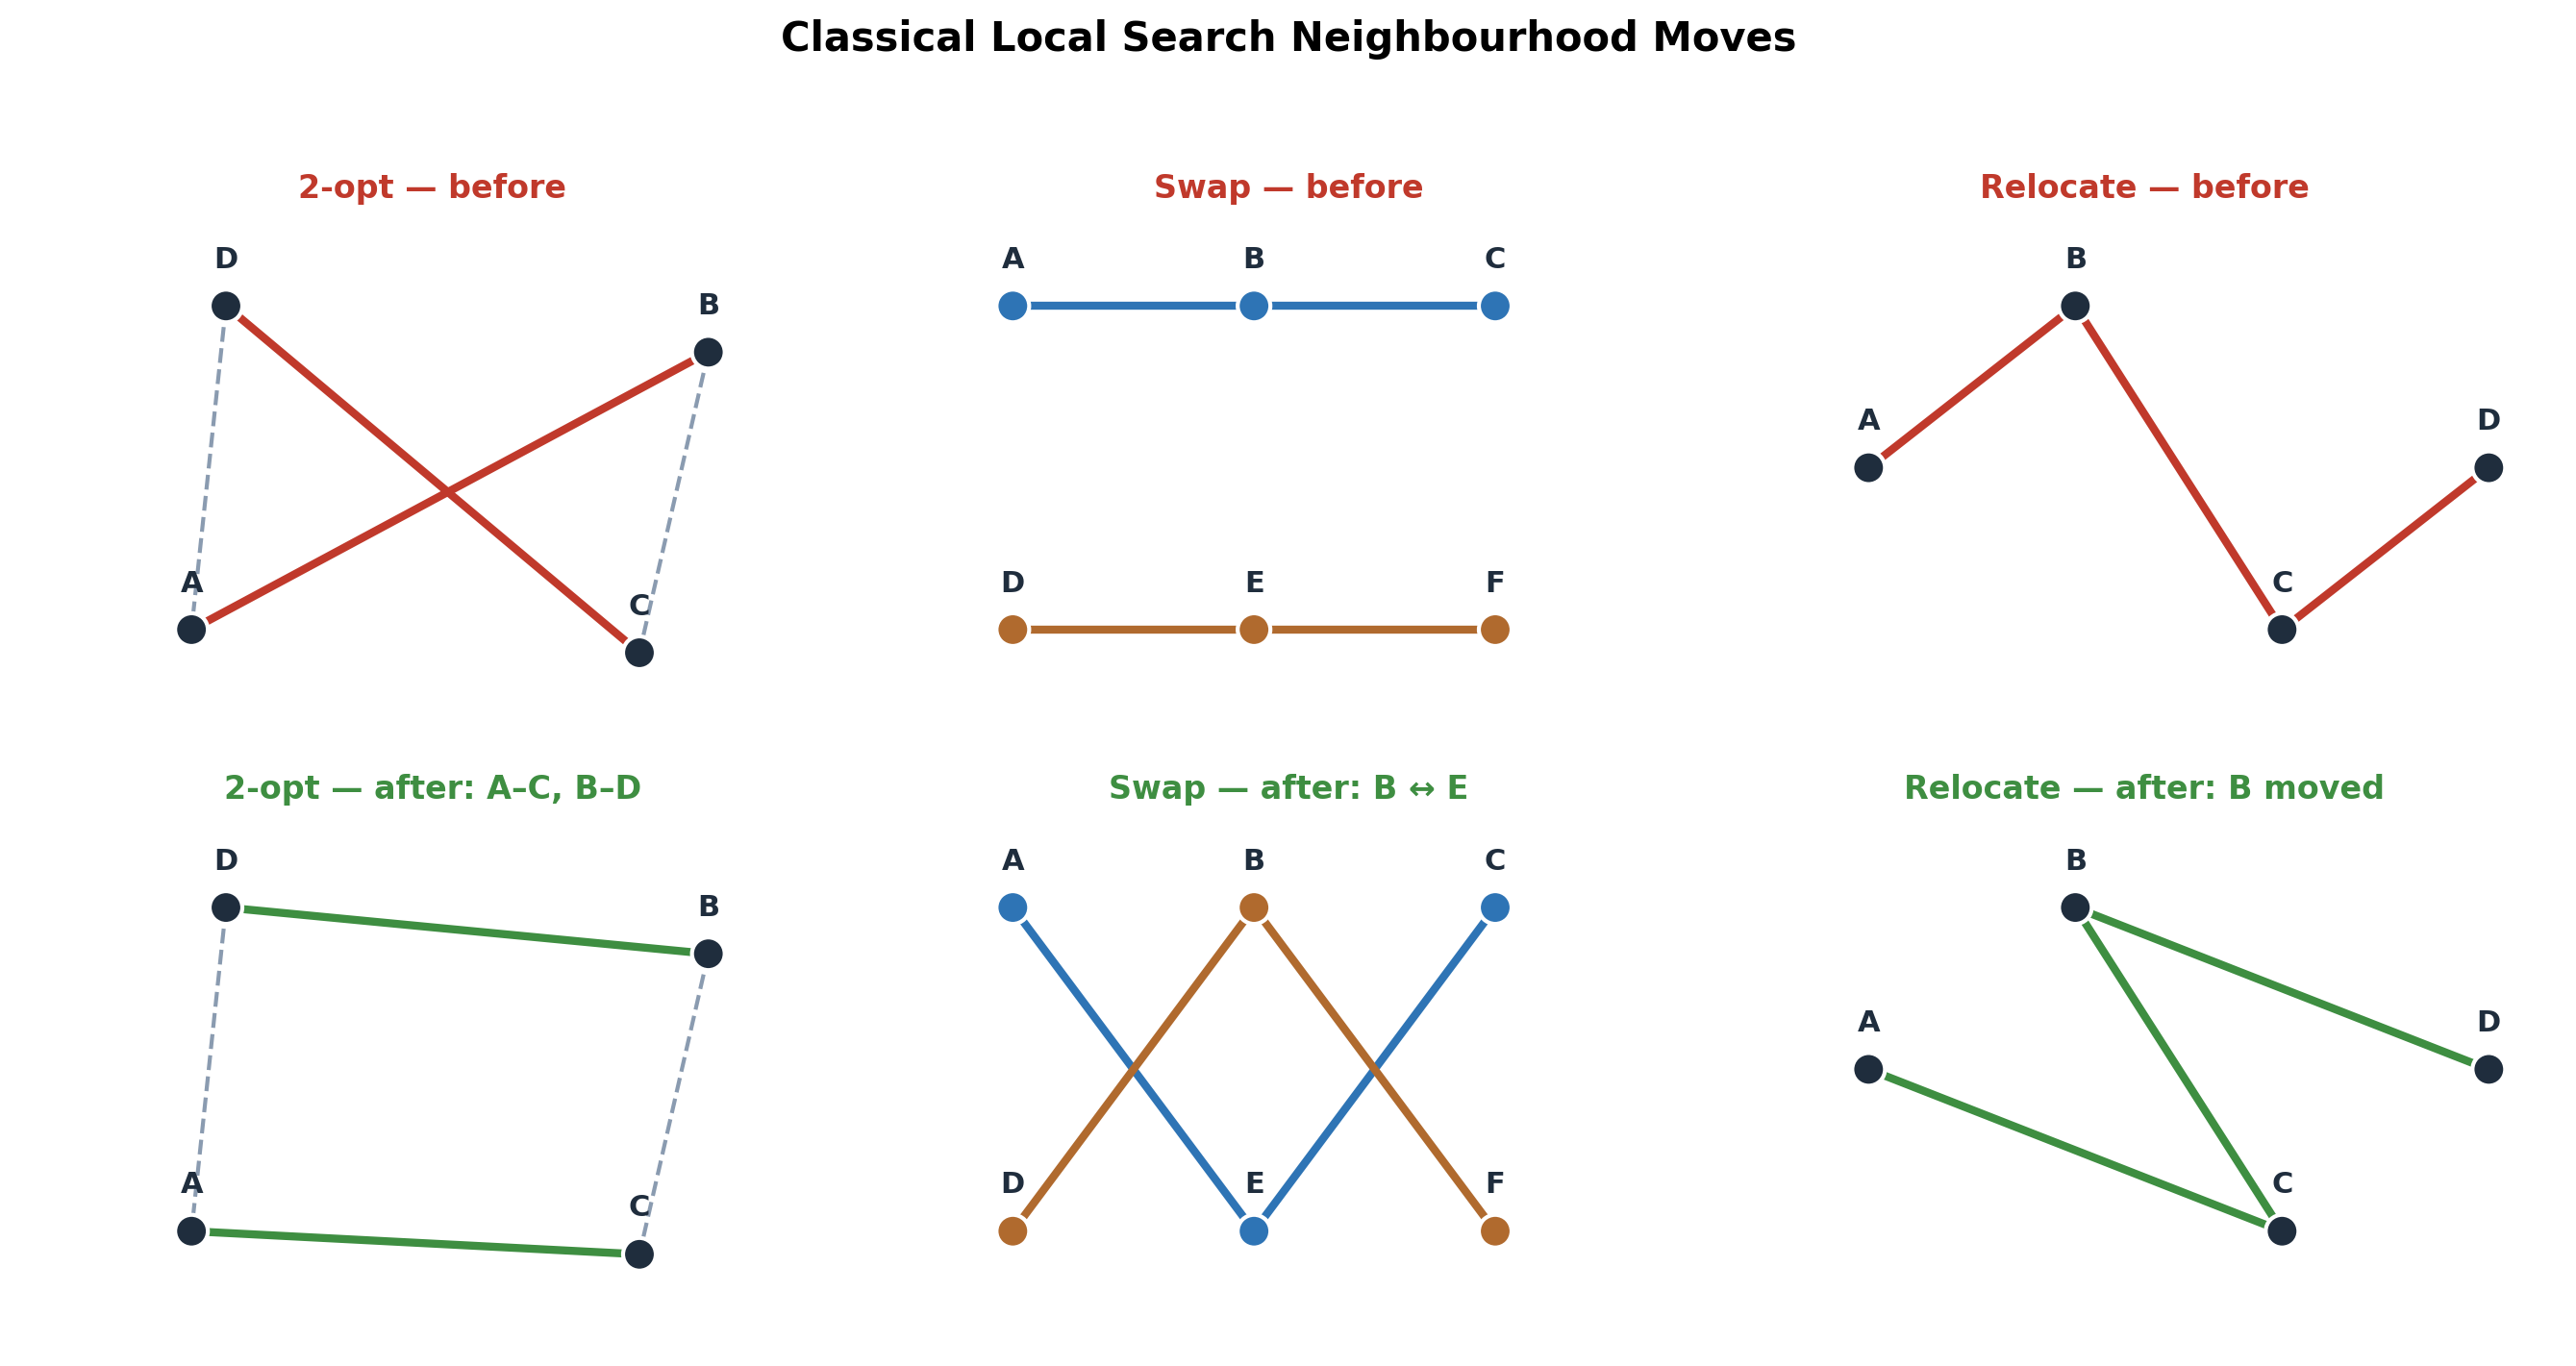 Classical Local Search Neighbourhood Moves
2-opt — before
D
B
A
C
Swap — before
A B C
D E F
Relocate — before
B
A
D
C
2-opt — after: A–C, B–D
D
B
A
C
Swap — after: B ↔ E
A B C
D E F
Relocate — after: B moved
B
A
D
C